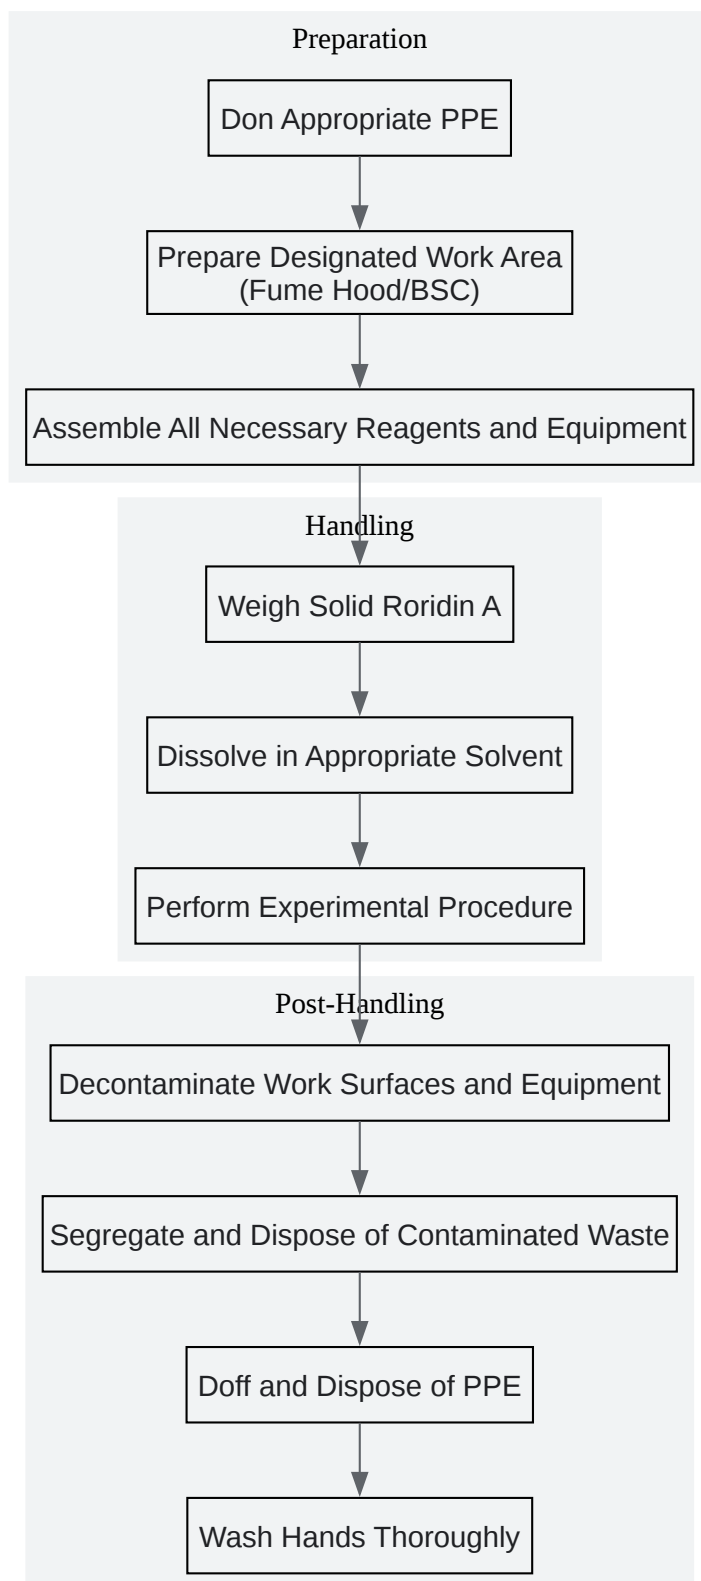 Preparation
Don Appropriate PPE
Prepare Designated Work Area
(Fume Hood/BSC)
Assemble All Necessary Reagents and Equipment
Handling
Weigh Solid Roridin A
Dissolve in Appropriate Solvent
Perform Experimental Procedure
Post-Handling
Decontaminate Work Surfaces and Equipment
Segregate and Dispose of Contaminated Waste
Doff and Dispose of PPE
Wash Hands Thoroughly